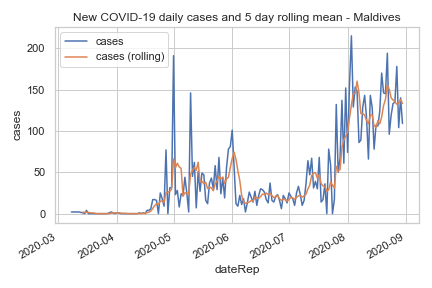 New COVID-19 daily cases and 5 day rolling mean - Maldives
cases
cases (rolling)
200
150
100
50
0
cases
2020-03
2020-04
2020-05
2020-06
2020-07
2020-08
2020-09
dateRep